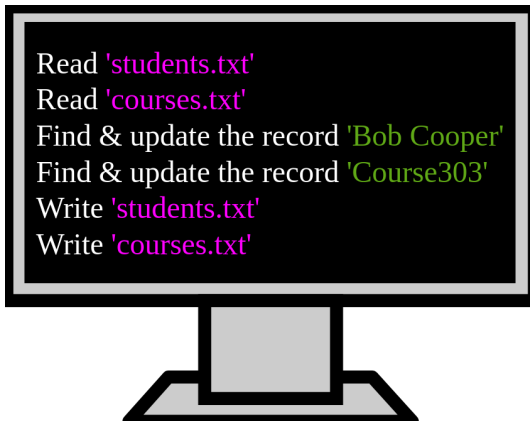 Read 'students.txt'
Read 'courses.txt'
Find & update the record 'Bob Cooper'
Find & update the record 'Course303'
Write 'students.txt'
Write 'courses.txt'